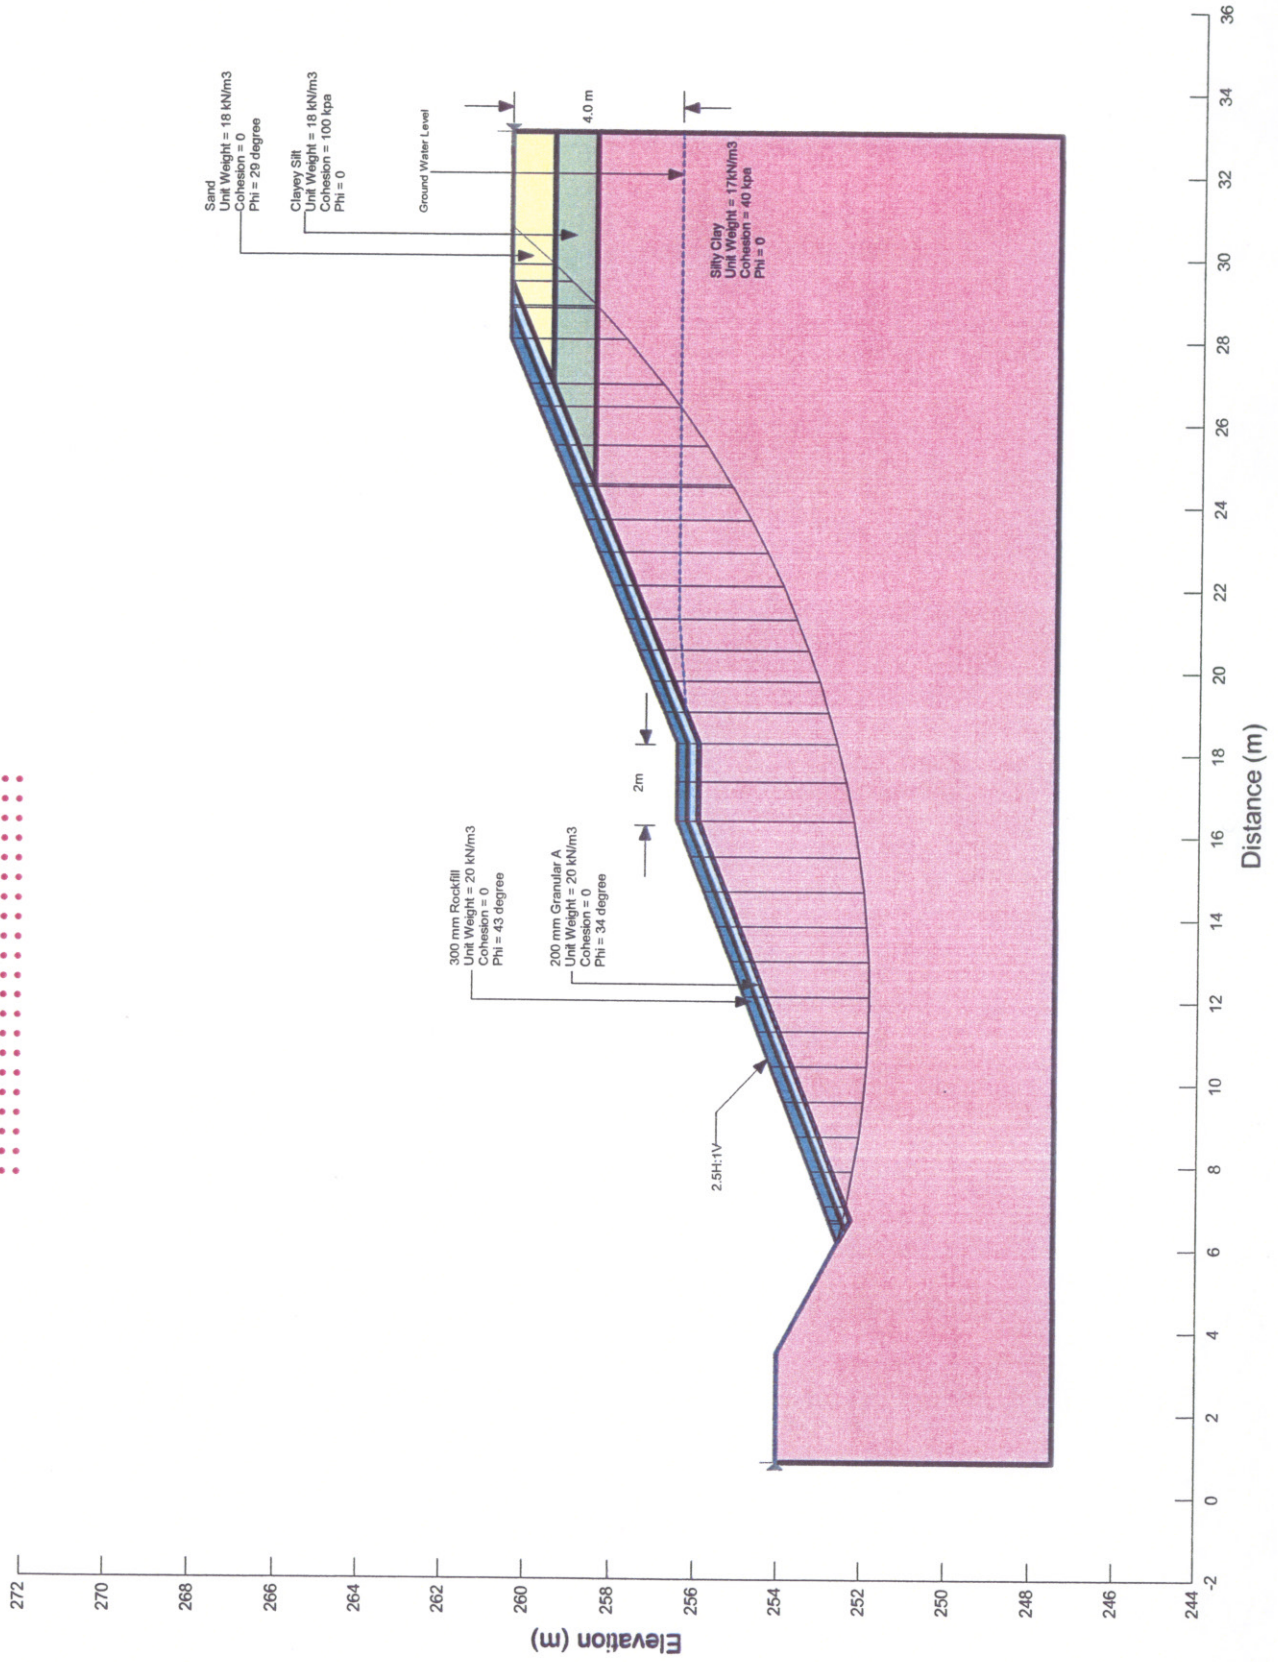 Sand
Unit Weight = 18 kN/m3
Cohesion = 0
Phi = 29 degree
Clayey Silt
Unit Weight = 18 kN/m3
Cohesion = 100 kpa
Phi = 0
Ground Water Level
4.0 m
Silty Clay
Unit Weight = 17kN/m3
Cohesion = 40 kpa
Phi = 0
2m
300 mm Rockfill
Unit Weight = 20 kN/m3
Cohesion = 0
Phi = 43 degree
200 mm Granular A
Unit Weight = 20 kN/m3
Cohesion = 0
Phi = 34 degree
2.5H:1V
272
270
268
266
264
262
260
258
256
254
252
250
248
246
244
Elevation (m)
-2
0
2
4
6
8
10
12
14
16
18
20
22
24
26
28
30
32
34
36
Distance (m)